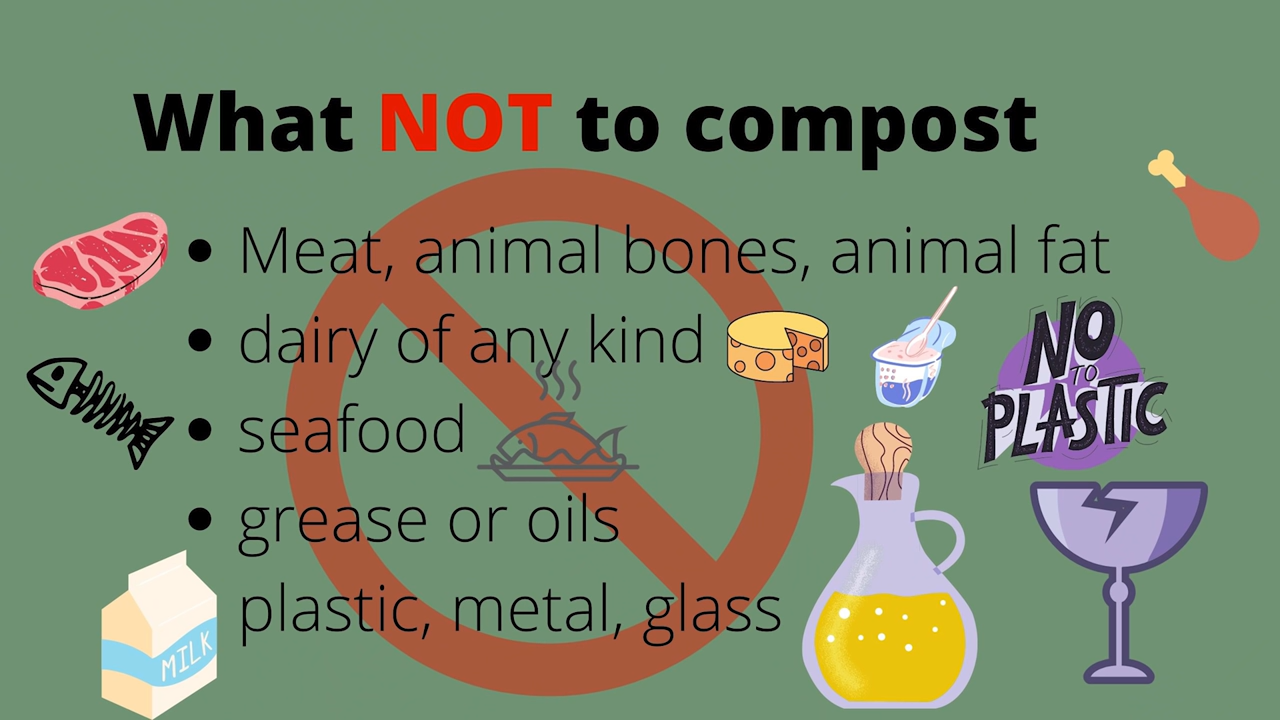 What NOT to compost
• Meat, animal bones, animal fat
• dairy of any kind
• seafood
• grease or oils
plastic, metal, glass
NO
TO
PLASTIC
MILK